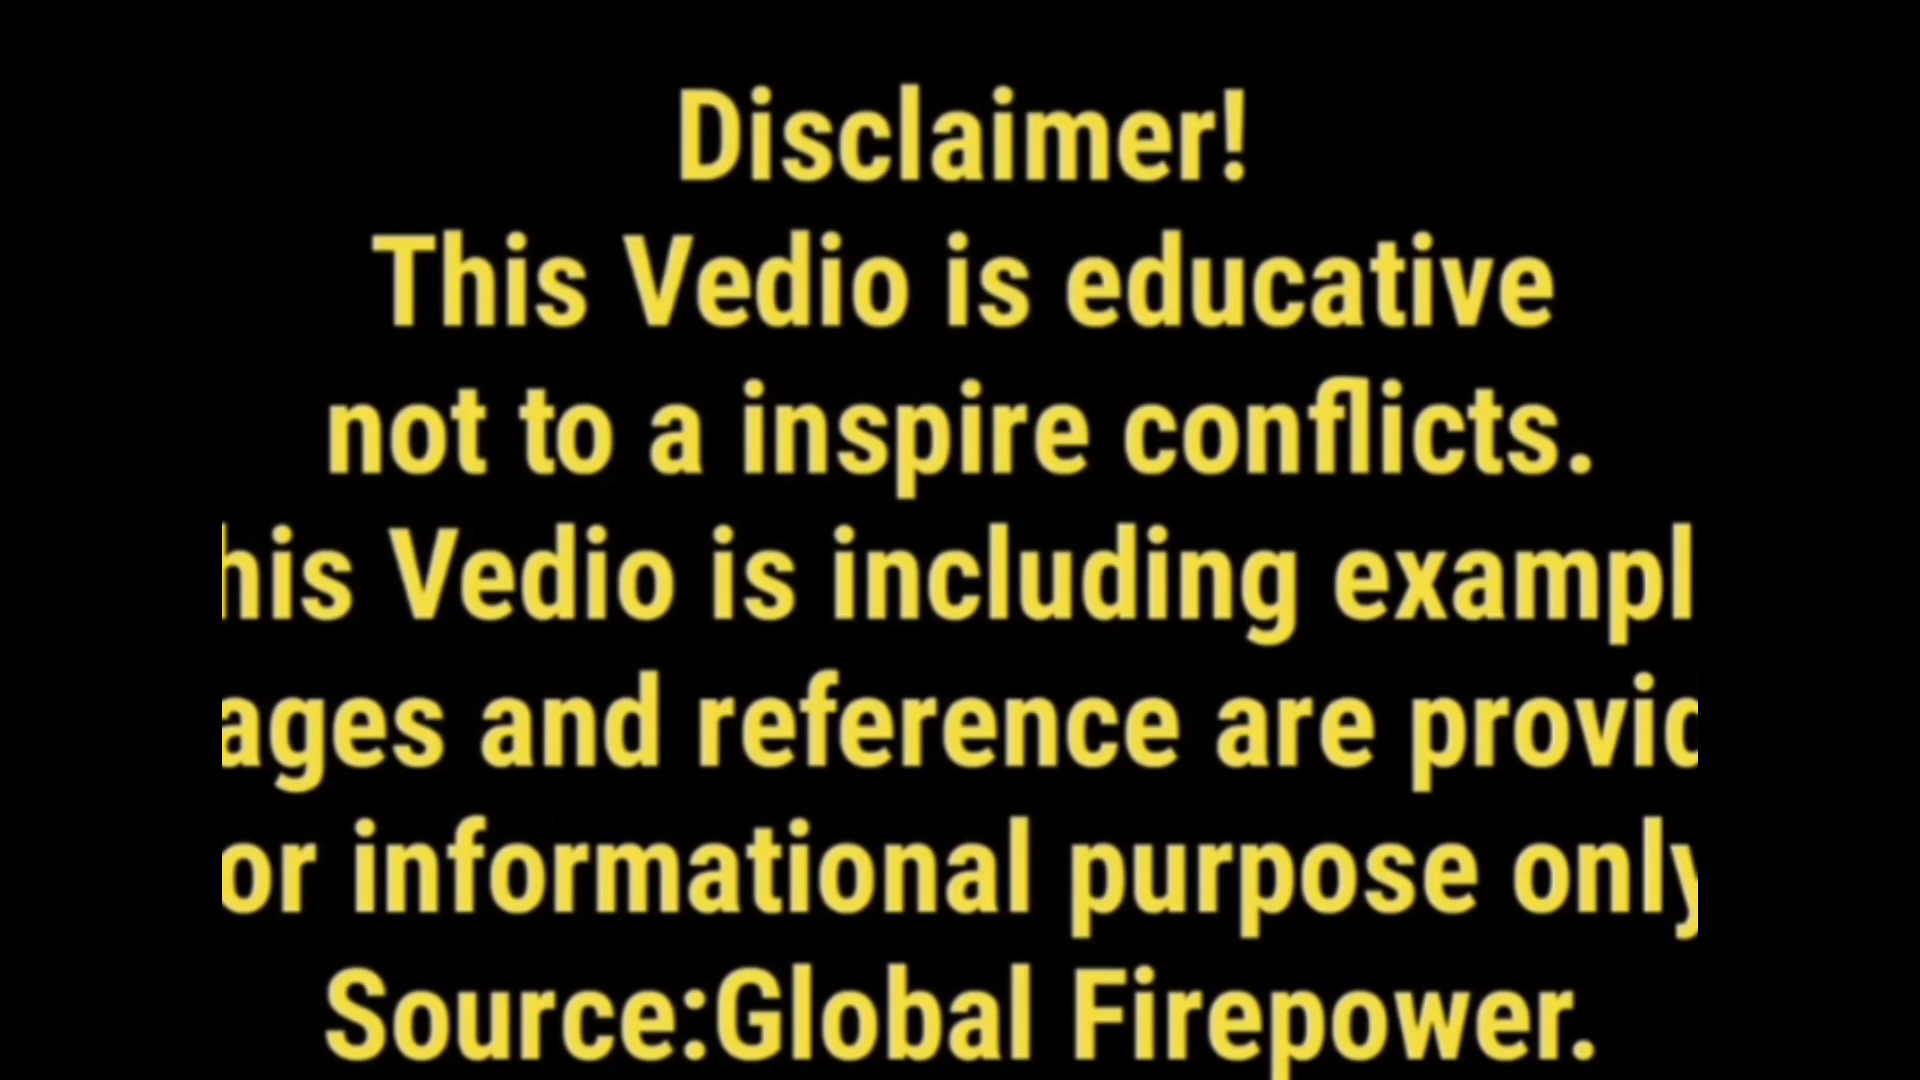 Disclaimer!
This Vedio is educative
not to a inspire conflicts.
his Vedio is including exampl
ages and reference are provid
or informational purpose only
Source:Global Firepower.